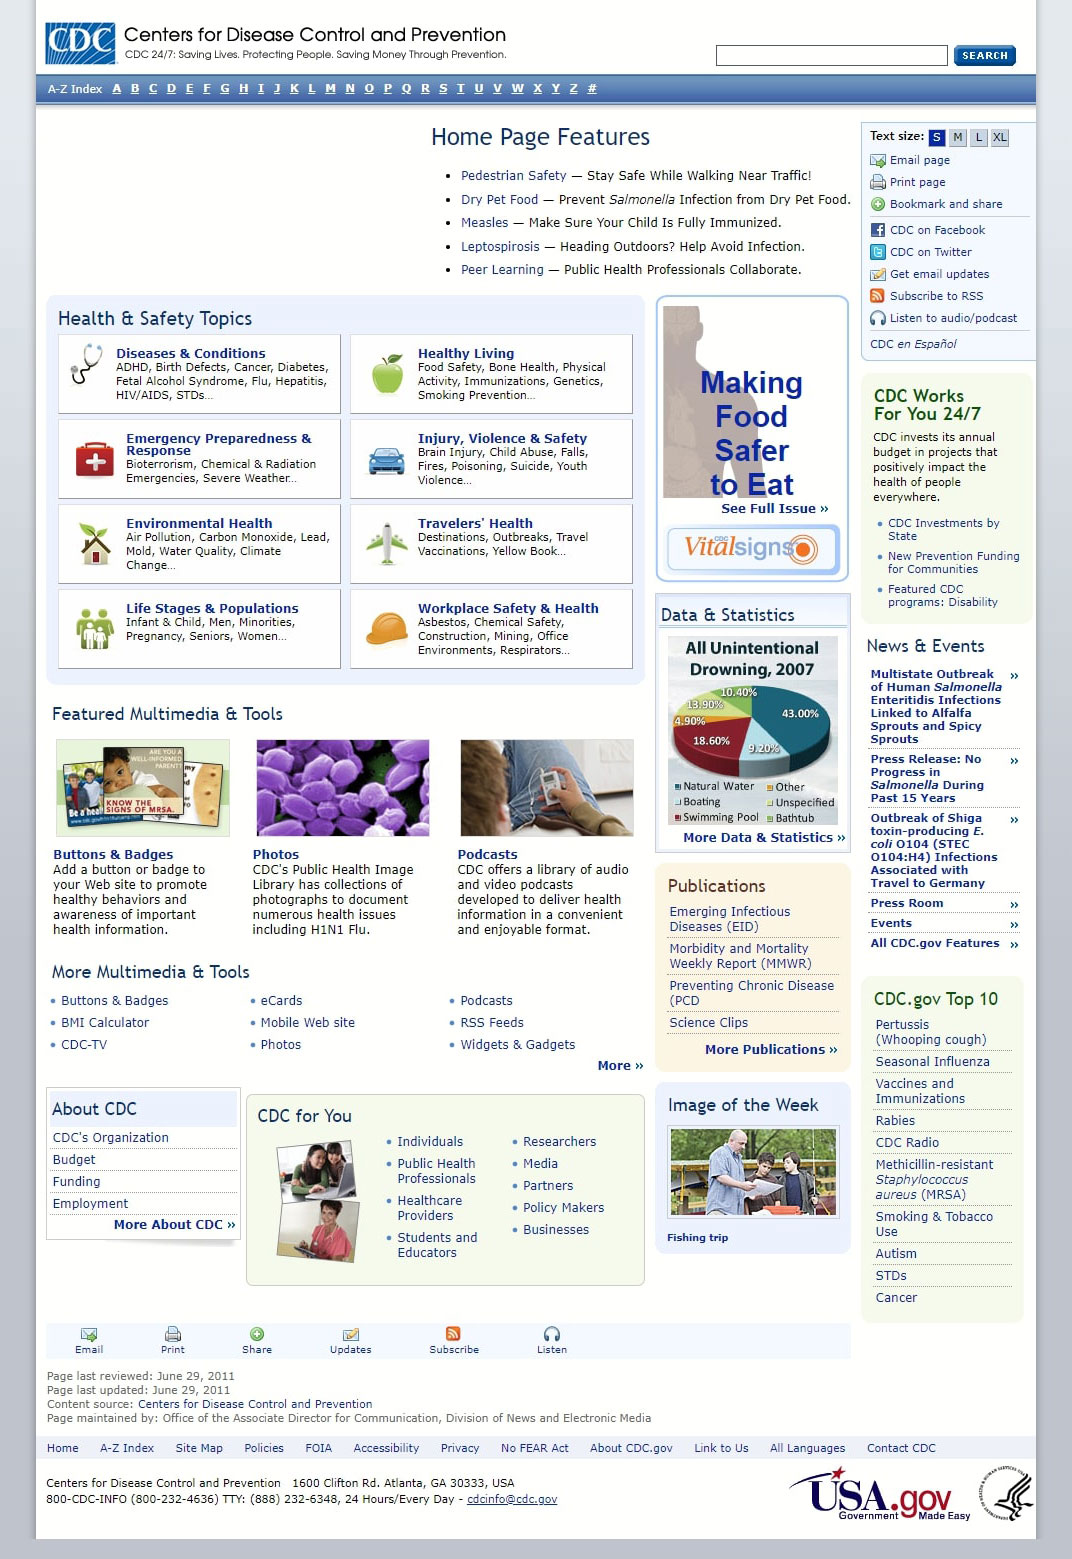 CDC Centers for Disease Control and Prevention
CDC 24/7: Saving Lives. Protecting People. Saving Money Through Prevention.
SEARCH
A-Z Index A B C D E F G H I J K L M N O P Q R S T U V W X Y Z #
Home Page Features
Pedestrian Safety — Stay Safe While Walking Near Traffic!
Dry Pet Food — Prevent Salmonella Infection from Dry Pet Food.
Measles — Make Sure Your Child Is Fully Immunized.
Leptospirosis — Heading Outdoors? Help Avoid Infection.
Peer Learning — Public Health Professionals Collaborate.
Text size: S M L XL
Email page
Print page
Bookmark and share
CDC on Facebook
CDC on Twitter
Get email updates
Subscribe to RSS
Listen to audio/podcast
CDC en Español
Health & Safety Topics
Diseases & Conditions
ADHD, Birth Defects, Cancer, Diabetes,
Fetal Alcohol Syndrome, Flu, Hepatitis,
HIV/AIDS, STDs...
Healthy Living
Food Safety, Bone Health, Physical
Activity, Immunizations, Genetics,
Smoking Prevention...
Emergency Preparedness &
Response
Bioterrorism, Chemical & Radiation
Emergencies, Severe Weather...
Injury, Violence & Safety
Brain Injury, Child Abuse, Falls,
Fires, Poisoning, Suicide, Youth
Violence...
Environmental Health
Air Pollution, Carbon Monoxide, Lead,
Mold, Water Quality, Climate
Change...
Travelers' Health
Destinations, Outbreaks, Travel
Vaccinations, Yellow Book...
Life Stages & Populations
Infant & Child, Men, Minorities,
Pregnancy, Seniors, Women...
Workplace Safety & Health
Asbestos, Chemical Safety,
Construction, Mining, Office
Environments, Respirators...
Making
Food
Safer
to Eat
See Full Issue »
CDC
Vitalsigns
CDC Works
For You 24/7
CDC invests its annual
budget in projects that
positively impact the
health of people
everywhere.
CDC Investments by
State
New Prevention Funding
for Communities
Featured CDC
programs: Disability
Data & Statistics
All Unintentional
Drowning, 2007
10.40%
13.90%
43.00%
4.90%
18.60%
9.20%
Natural Water Other
Boating Unspecified
Swimming Pool Bathtub
More Data & Statistics »
News & Events
Multistate Outbreak »
of Human Salmonella
Enteritidis Infections
Linked to Alfalfa
Sprouts and Spicy
Sprouts
Press Release: No »
Progress in
Salmonella During
Past 15 Years
Outbreak of Shiga »
toxin-producing E.
coli O104 (STEC
O104:H4) Infections
Associated with
Travel to Germany
Press Room »
Events »
All CDC.gov Features »
Featured Multimedia & Tools
ARE YOU A
WELL-INFORMED
PARENT?
KNOW THE
SIGNS OF MRSA.
Buttons & Badges
Add a button or badge to
your Web site to promote
healthy behaviors and
awareness of important
health information.
Photos
CDC's Public Health Image
Library has collections of
photographs to document
numerous health issues
including H1N1 Flu.
Podcasts
CDC offers a library of audio
and video podcasts
developed to deliver health
information in a convenient
and enjoyable format.
Publications
Emerging Infectious
Diseases (EID)
Morbidity and Mortality
Weekly Report (MMWR)
Preventing Chronic Disease
(PCD
Science Clips
More Publications »
More Multimedia & Tools
Buttons & Badges
BMI Calculator
CDC-TV
eCards
Mobile Web site
Photos
Podcasts
RSS Feeds
Widgets & Gadgets
More »
CDC.gov Top 10
Pertussis
(Whooping cough)
Seasonal Influenza
Vaccines and
Immunizations
Rabies
CDC Radio
Methicillin-resistant
Staphylococcus
aureus (MRSA)
Smoking & Tobacco
Use
Autism
STDs
Cancer
About CDC
CDC's Organization
Budget
Funding
Employment
More About CDC »
CDC for You
Individuals
Public Health
Professionals
Healthcare
Providers
Students and
Educators
Researchers
Media
Partners
Policy Makers
Businesses
Image of the Week
Fishing trip
Email Print Share Updates Subscribe Listen
Page last reviewed: June 29, 2011
Page last updated: June 29, 2011
Content source: Centers for Disease Control and Prevention
Page maintained by: Office of the Associate Director for Communication, Division of News and Electronic Media
Home A-Z Index Site Map Policies FOIA Accessibility Privacy No FEAR Act About CDC.gov Link to Us All Languages Contact CDC
Centers for Disease Control and Prevention 1600 Clifton Rd. Atlanta, GA 30333, USA
800-CDC-INFO (800-232-4636) TTY: (888) 232-6348, 24 Hours/Every Day - cdcinfo@cdc.gov
USA.gov
Government Made Easy